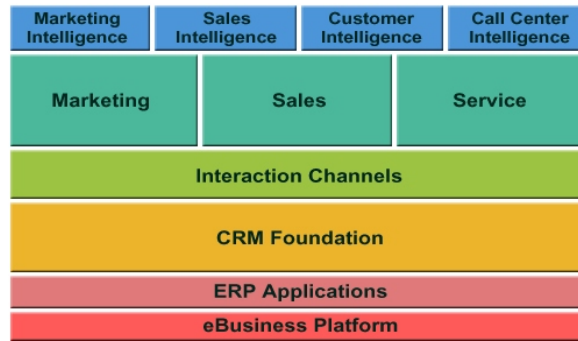 Marketing
Intelligence
Sales
Intelligence
Customer
Intelligence
Call Center
Intelligence
Marketing
Sales
Service
Interaction Channels
CRM Foundation
ERP Applications
eBusiness Platform